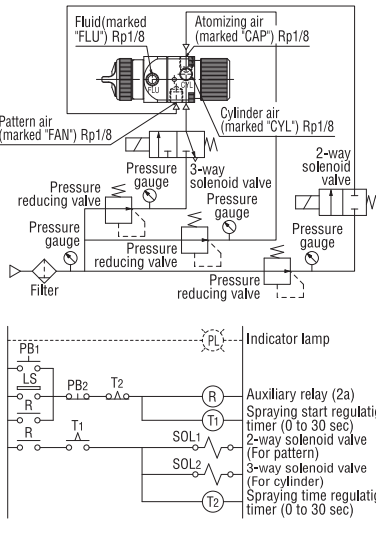 Fluid(marked
"FLU") Rp1/8
Atomizing air
(marked "CAP") Rp1/8
FLU
CYL
Pattern air
(marked "FAN") Rp1/8
Cylinder air
(marked "CYL") Rp1/8
2-way
solenoid
valve
3-way
solenoid valve
Pressure
gauge
Pressure
reducing valve
Pressure
gauge
Pressure
gauge
Pressure
gauge
Pressure
reducing valve
Pressure
reducing valve
Filter
PL
Indicator lamp
PB1
LS
PB2
T2
R
R
Auxiliary relay (2a)
T1
Spraying start regulati
timer (0 to 30 sec)
R
T1
SOL1
2-way solenoid valve
(For pattern)
SOL2
3-way solenoid valve
(For cylinder)
T2
Spraying time regulati
timer (0 to 30 sec)